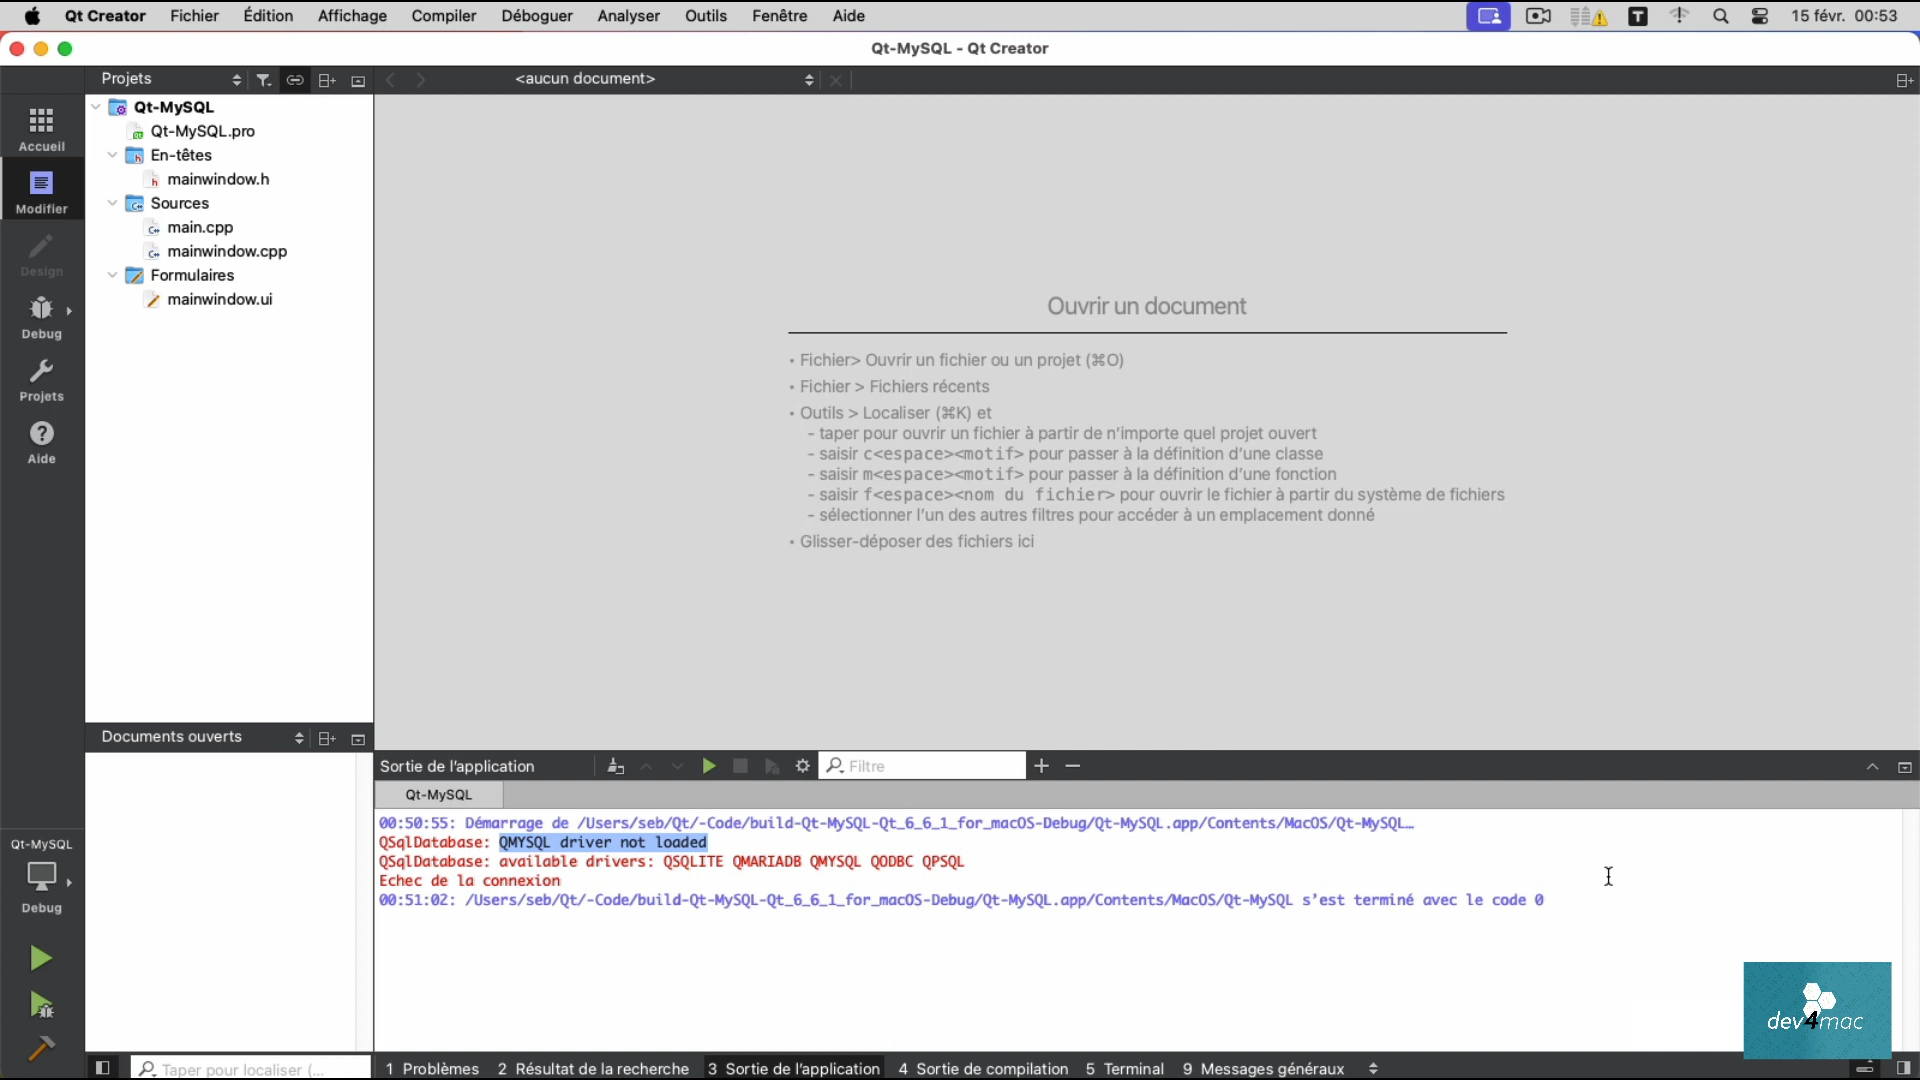 Qt Creator Fichier Édition Affichage Compiler Déboguer Analyser Outils Fenêtre Aide 15 févr. 00:53
Qt-MySQL - Qt Creator
Projets <aucun document>
Qt-MySQL
Qt-MySQL.pro
En-têtes
mainwindow.h
Sources
main.cpp
mainwindow.cpp
Formulaires
mainwindow.ui
Accueil
Modifier
Design
Debug
Projets
Aide
Ouvrir un document
• Fichier> Ouvrir un fichier ou un projet (⌘O)
• Fichier > Fichiers récents
• Outils > Localiser (⌘K) et
- taper pour ouvrir un fichier à partir de n'importe quel projet ouvert
- saisir c<espace><motif> pour passer à la définition d'une classe
- saisir m<espace><motif> pour passer à la définition d'une fonction
- saisir f<espace><nom du fichier> pour ouvrir le fichier à partir du système de fichiers
- sélectionner l'un des autres filtres pour accéder à un emplacement donné
• Glisser-déposer des fichiers ici
Documents ouverts
Sortie de l'application Filtre
Qt-MySQL
00:50:55: Démarrage de /Users/seb/Qt/-Code/build-Qt-MySQL-Qt_6_6_1_for_macOS-Debug/Qt-MySQL.app/Contents/MacOS/Qt-MySQL…
QSqlDatabase: QMYSQL driver not loaded
QSqlDatabase: available drivers: QSQLITE QMARIADB QMYSQL QODBC QPSQL
Echec de la connexion
00:51:02: /Users/seb/Qt/-Code/build-Qt-MySQL-Qt_6_6_1_for_macOS-Debug/Qt-MySQL.app/Contents/MacOS/Qt-MySQL s'est terminé avec le code 0
Qt-MySQL
Debug
dev4mac
Taper pour localiser (... 1 Problèmes 2 Résultat de la recherche 3 Sortie de l'application 4 Sortie de compilation 5 Terminal 9 Messages généraux